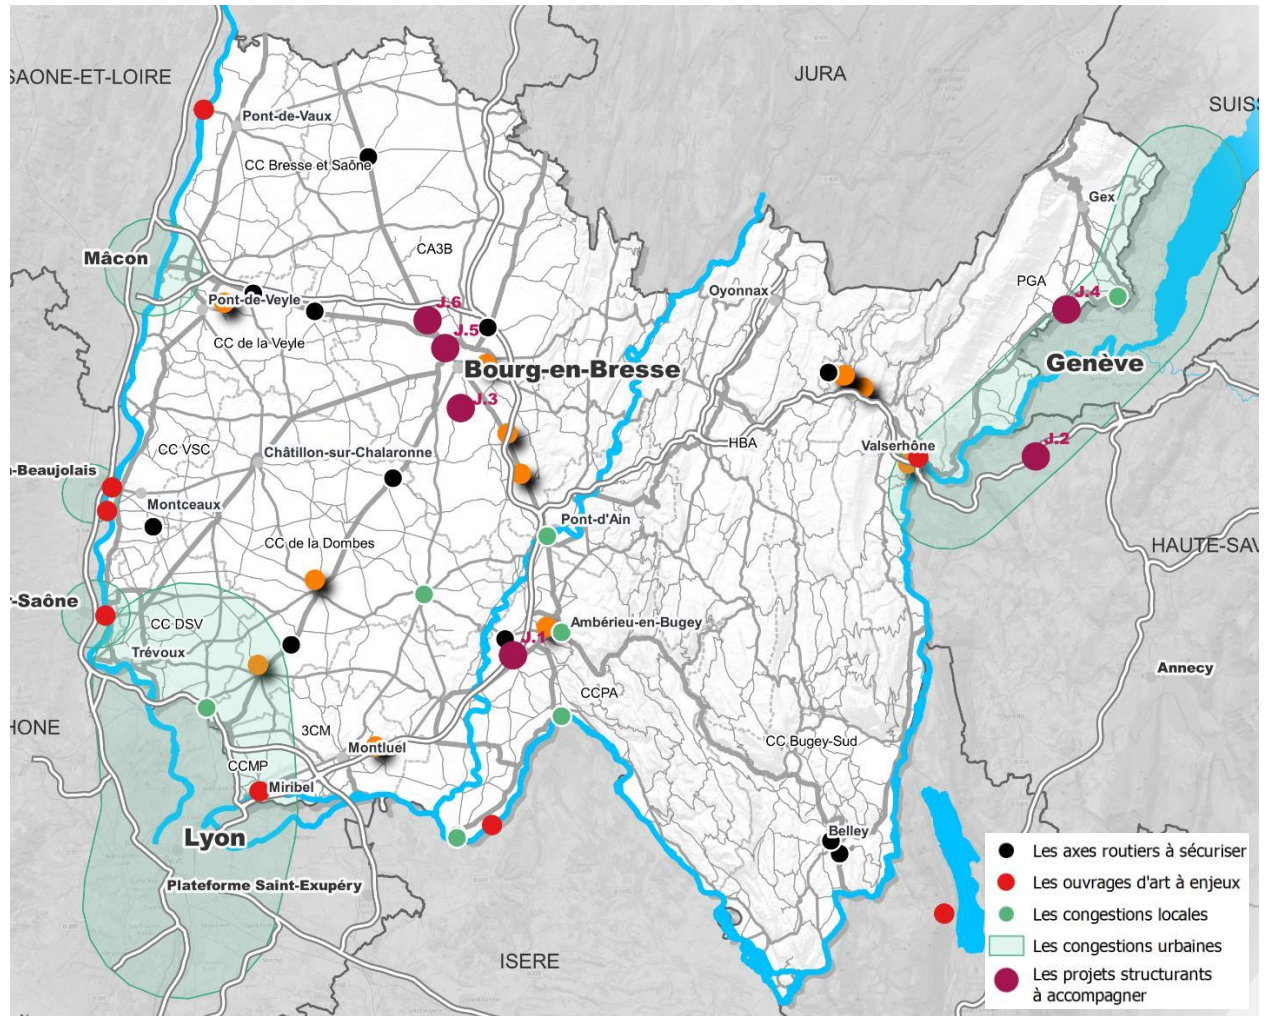 SAONE-ET-LOIRE
JURA
SUISS
Pont-de-Vaux
CC Bresse et Saône
Gex
CA3B
Mâcon
PGA
Oyonnax
J.4
Pont-de-Veyle
J.6
CC de la Veyle
J.5
Bourg-en-Bresse
Genève
J.3
J.2
HBA
Valserhône
CC VSC
Châtillon-sur-Chalaronne
n-Beaujolais
Montceaux
Pont-d'Ain
CC de la Dombes
HAUTE-SAV
r-Saône
CC DSV
Ambérieu-en-Bugey
J.1
Trévoux
Annecy
CCPA
HONE
3CM
CC Bugey-Sud
Montluel
CCMP
Miribel
Lyon
Belley
Plateforme Saint-Exupéry
ISERE
Les axes routiers à sécuriser
Les ouvrages d'art à enjeux
Les congestions locales
Les congestions urbaines
Les projets structurants
à accompagner